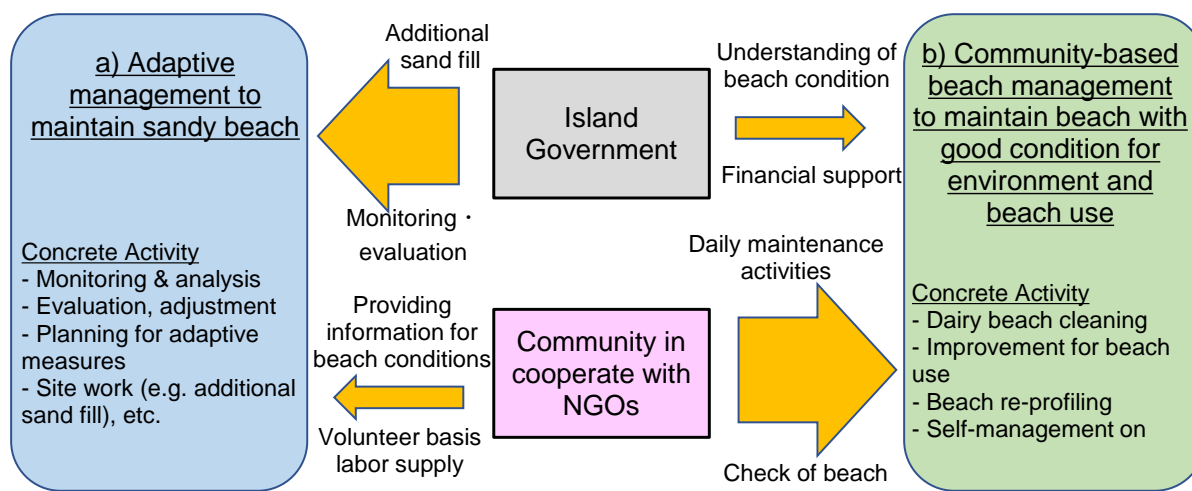 a) Adaptive
management to
maintain sandy beach
Concrete Activity
- Monitoring & analysis
- Evaluation, adjustment
- Planning for adaptive
measures
- Site work (e.g. additional
sand fill), etc.
Additional
sand fill
Monitoring・
evaluation
Providing
information for
beach conditions
Volunteer basis
labor supply
Island
Government
Community in
cooperate with
NGOs
Understanding of
beach condition
Financial support
Daily maintenance
activities
Check of beach
b) Community-based
beach management
to maintain beach with
good condition for
environment and
beach use
Concrete Activity
- Dairy beach cleaning
- Improvement for beach
use
- Beach re-profiling
- Self-management on